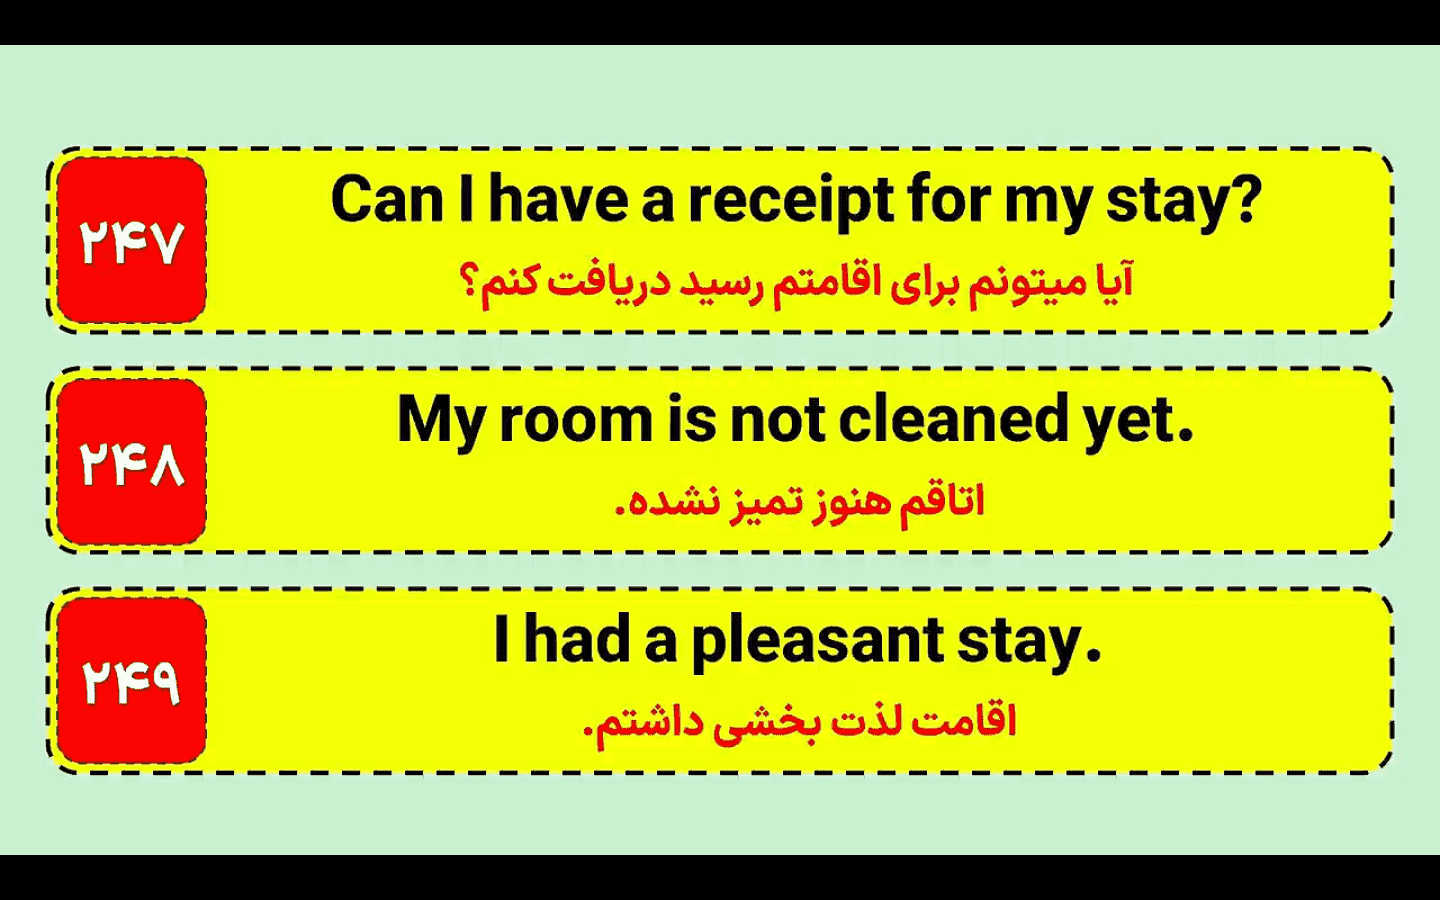 ۲۴۷
Can I have a receipt for my stay?
آیا میتونم برای اقامتم رسید دریافت کنم؟
۲۴۸
My room is not cleaned yet.
اتاقم هنوز تمیز نشده.
۲۴۹
I had a pleasant stay.
اقامت لذت بخشی داشتم.